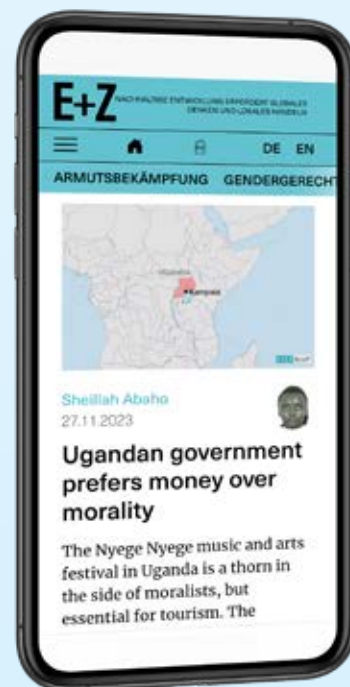 E+Z
NACHHALTIGE ENTWICKLUNG ERFORDERT GLOBALES
DENKEN UND LOKALES HANDELN
DE EN
ARMUTSBEKÄMPFUNG GENDERGERECHT
UGANDA
Kampala
Sheillah Abaho
27.11.2023
Ugandan government
prefers money over
morality
The Nyege Nyege music and arts
festival in Uganda is a thorn in
the side of moralists, but
essential for tourism. The